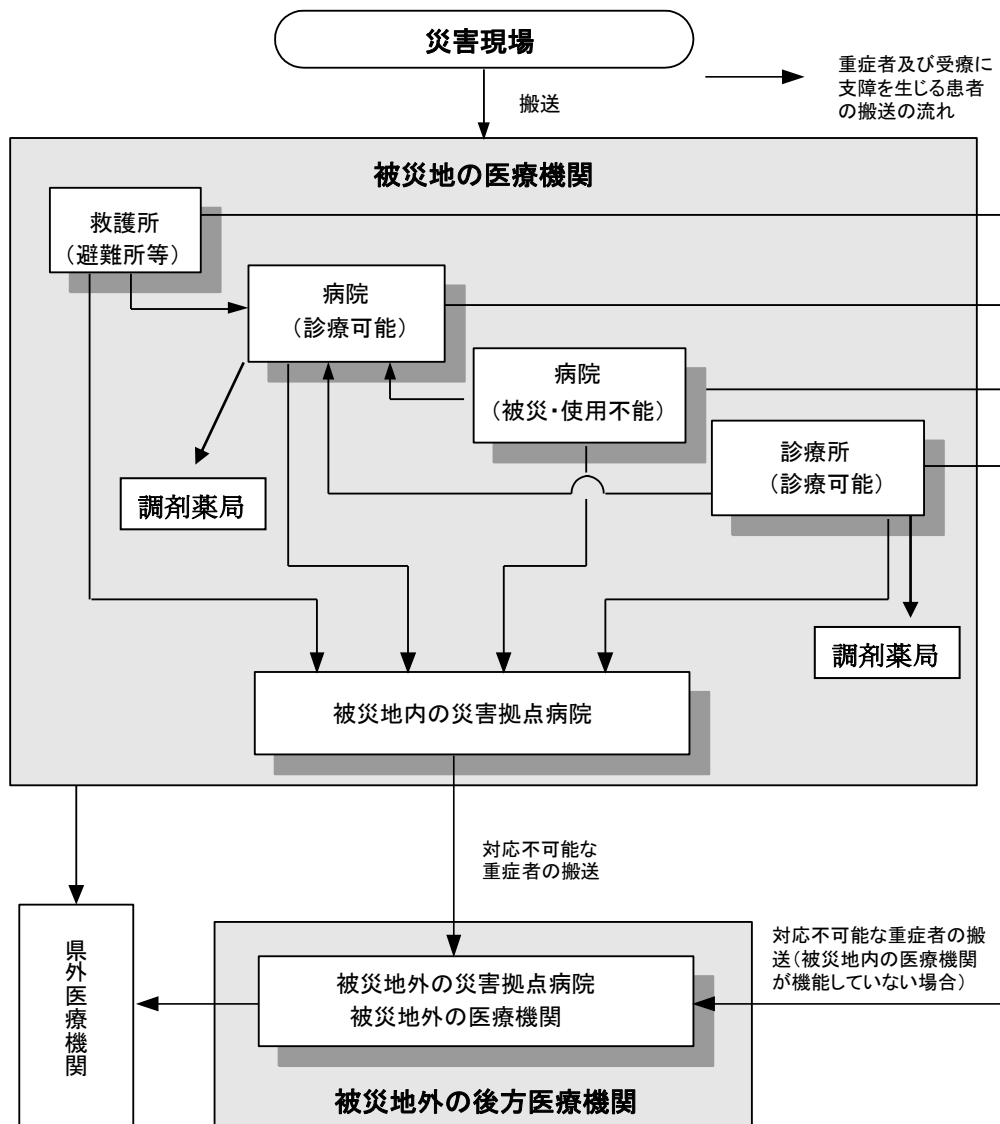 災害現場
搬送
重症者及び受療に
支障を生じる患者
の搬送の流れ
被災地の医療機関
救護所
（避難所等）
病院
（診療可能）
病院
（被災・使用不能）
診療所
（診療可能）
調剤薬局
調剤薬局
被災地内の災害拠点病院
対応不可能な
重症者の搬送
県外医療機関
被災地外の災害拠点病院
被災地外の医療機関
対応不可能な重症者の搬
送（被災地内の医療機関
が機能していない場合）
被災地外の後方医療機関